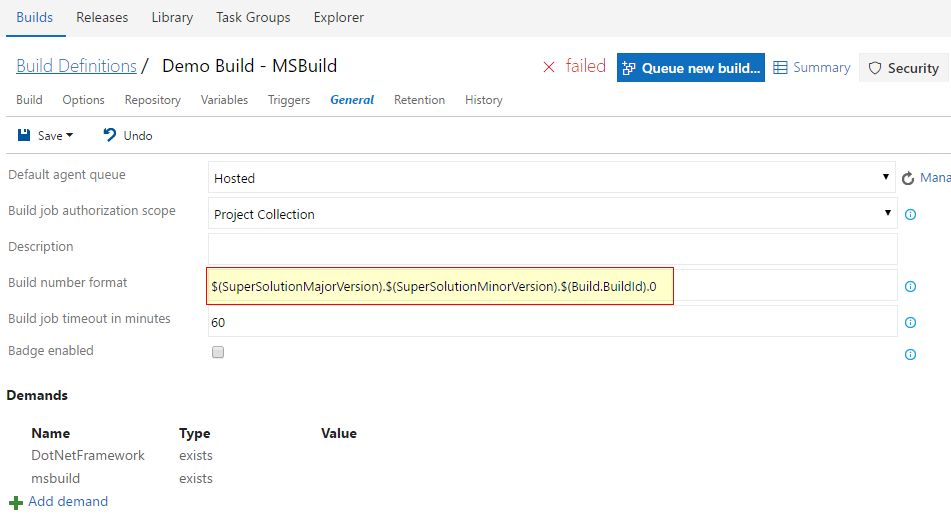 Builds Releases Library Task Groups Explorer
Build Definitions / Demo Build - MSBuild failed Queue new build... Summary Security
Build Options Repository Variables Triggers General Retention History
Save Undo
Default agent queue Hosted Mana
Build job authorization scope Project Collection
Description
Build number format $(SuperSolutionMajorVersion).$(SuperSolutionMinorVersion).$(Build.BuildId).0
Build job timeout in minutes 60
Badge enabled
Demands
Name Type Value
DotNetFramework exists
msbuild exists
Add demand